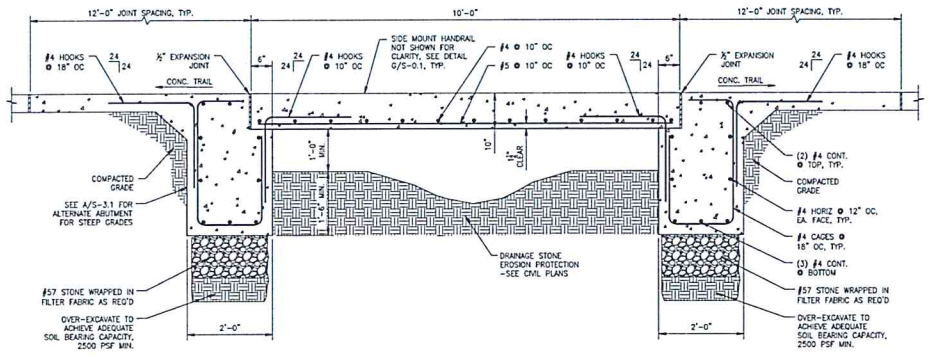 12'-0" JOINT SPACING, TYP.
10'-0"
12'-0" JOINT SPACING, TYP.
#4 HOOKS
@ 18" OC
24
24
½" EXPANSION
JOINT
CONC. TRAIL
6"
24
24
#4 HOOKS
@ 10" OC
SIDE MOUNT HANDRAIL
NOT SHOWN FOR
CLARITY, SEE DETAIL
G/S-0.1, TYP.
#4 @ 10" OC
#5 @ 10" OC
#4 HOOKS
@ 10" OC
24
24
6"
½" EXPANSION
JOINT
CONC. TRAIL
24
24
#4 HOOKS
@ 18" OC
COMPACTED
GRADE
SEE A/S-3.1 FOR
ALTERNATE ABUTMENT
FOR STEEP GRADES
1'-0"
MIN.
1'-6" MIN.
10"
CLEAR
(2) #4 CONT.
@ TOP, TYP.
COMPACTED
GRADE
#4 HORIZ @ 12" OC,
EA. FACE, TYP.
#4 CAGES @
18" OC, TYP.
(3) #4 CONT.
@ BOTTOM
DRAINAGE STONE
EROSION PROTECTION
-SEE CIVIL PLANS
#57 STONE WRAPPED IN
FILTER FABRIC AS REQ'D
#57 STONE WRAPPED IN
FILTER FABRIC AS REQ'D
OVER-EXCAVATE TO
ACHIEVE ADEQUATE
SOIL BEARING CAPACITY,
2500 PSF MIN.
2'-0"
2'-0"
OVER-EXCAVATE TO
ACHIEVE ADEQUATE
SOIL BEARING CAPACITY,
2500 PSF MIN.